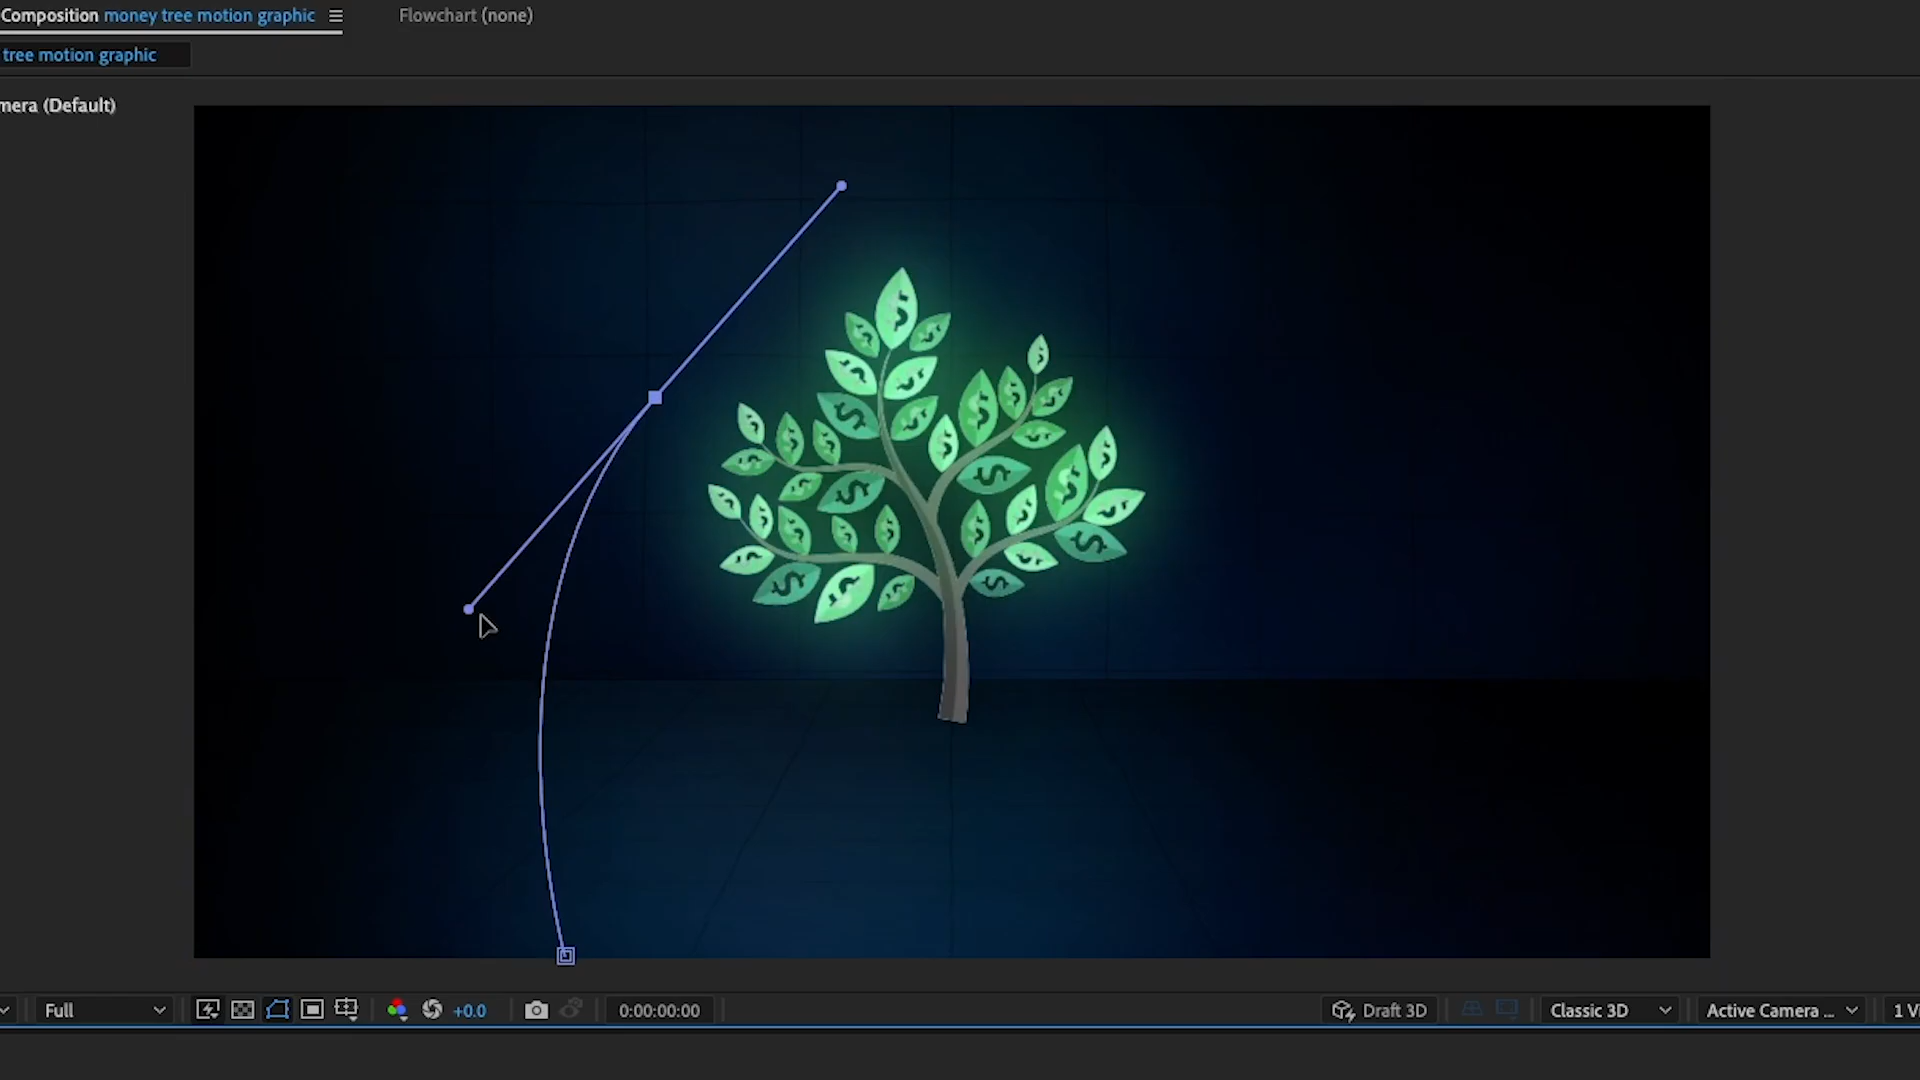 Composition money tree motion graphic
Flowchart (none)
tree motion graphic
mera (Default)
Full
+0.0
0:00:00:00
Draft 3D
Classic 3D
Active Camera ...
1 Vi
$ $ $ $ $ $ $ $ $ $ $ $ $ $ $ $ $ $ $ $ $ $ $ $ $ $ $ $ $ $ $ $ $ $ $ $ $